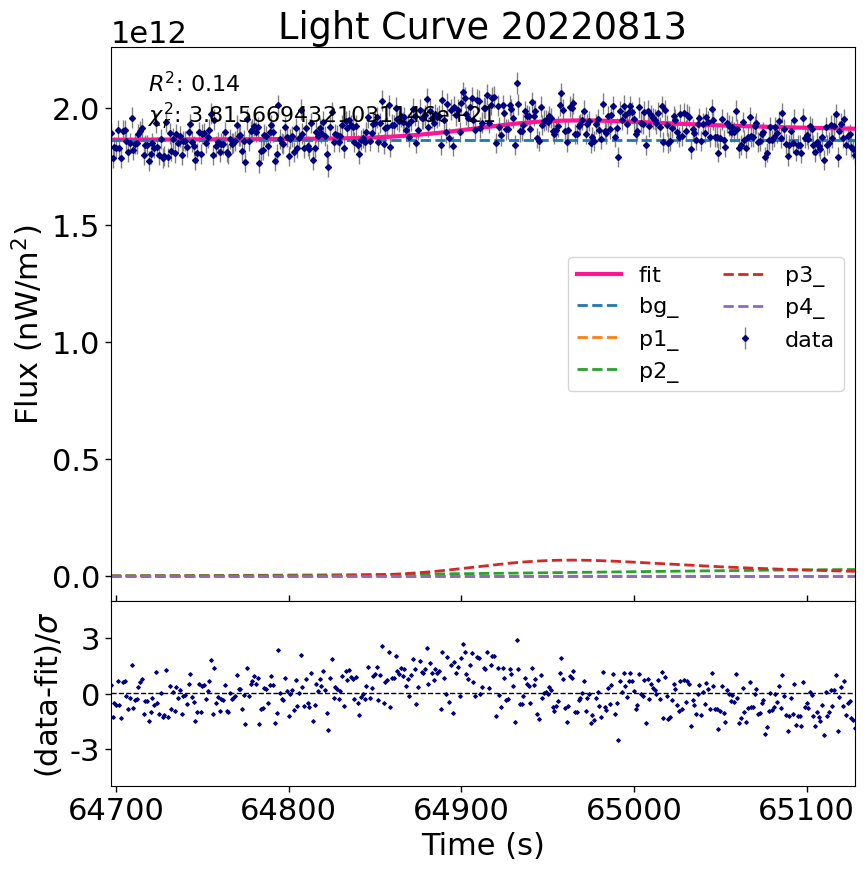 Light Curve 20220813
1e12
R²: 0.14
2.0
1.5
1.0
0.5
0.0
Flux (nW/m²)
fit
bg_
p1_
p2_
p3_
p4_
data
3
0
-3
(data-fit)/σ
64700 64800 64900 65000 65100
Time (s)